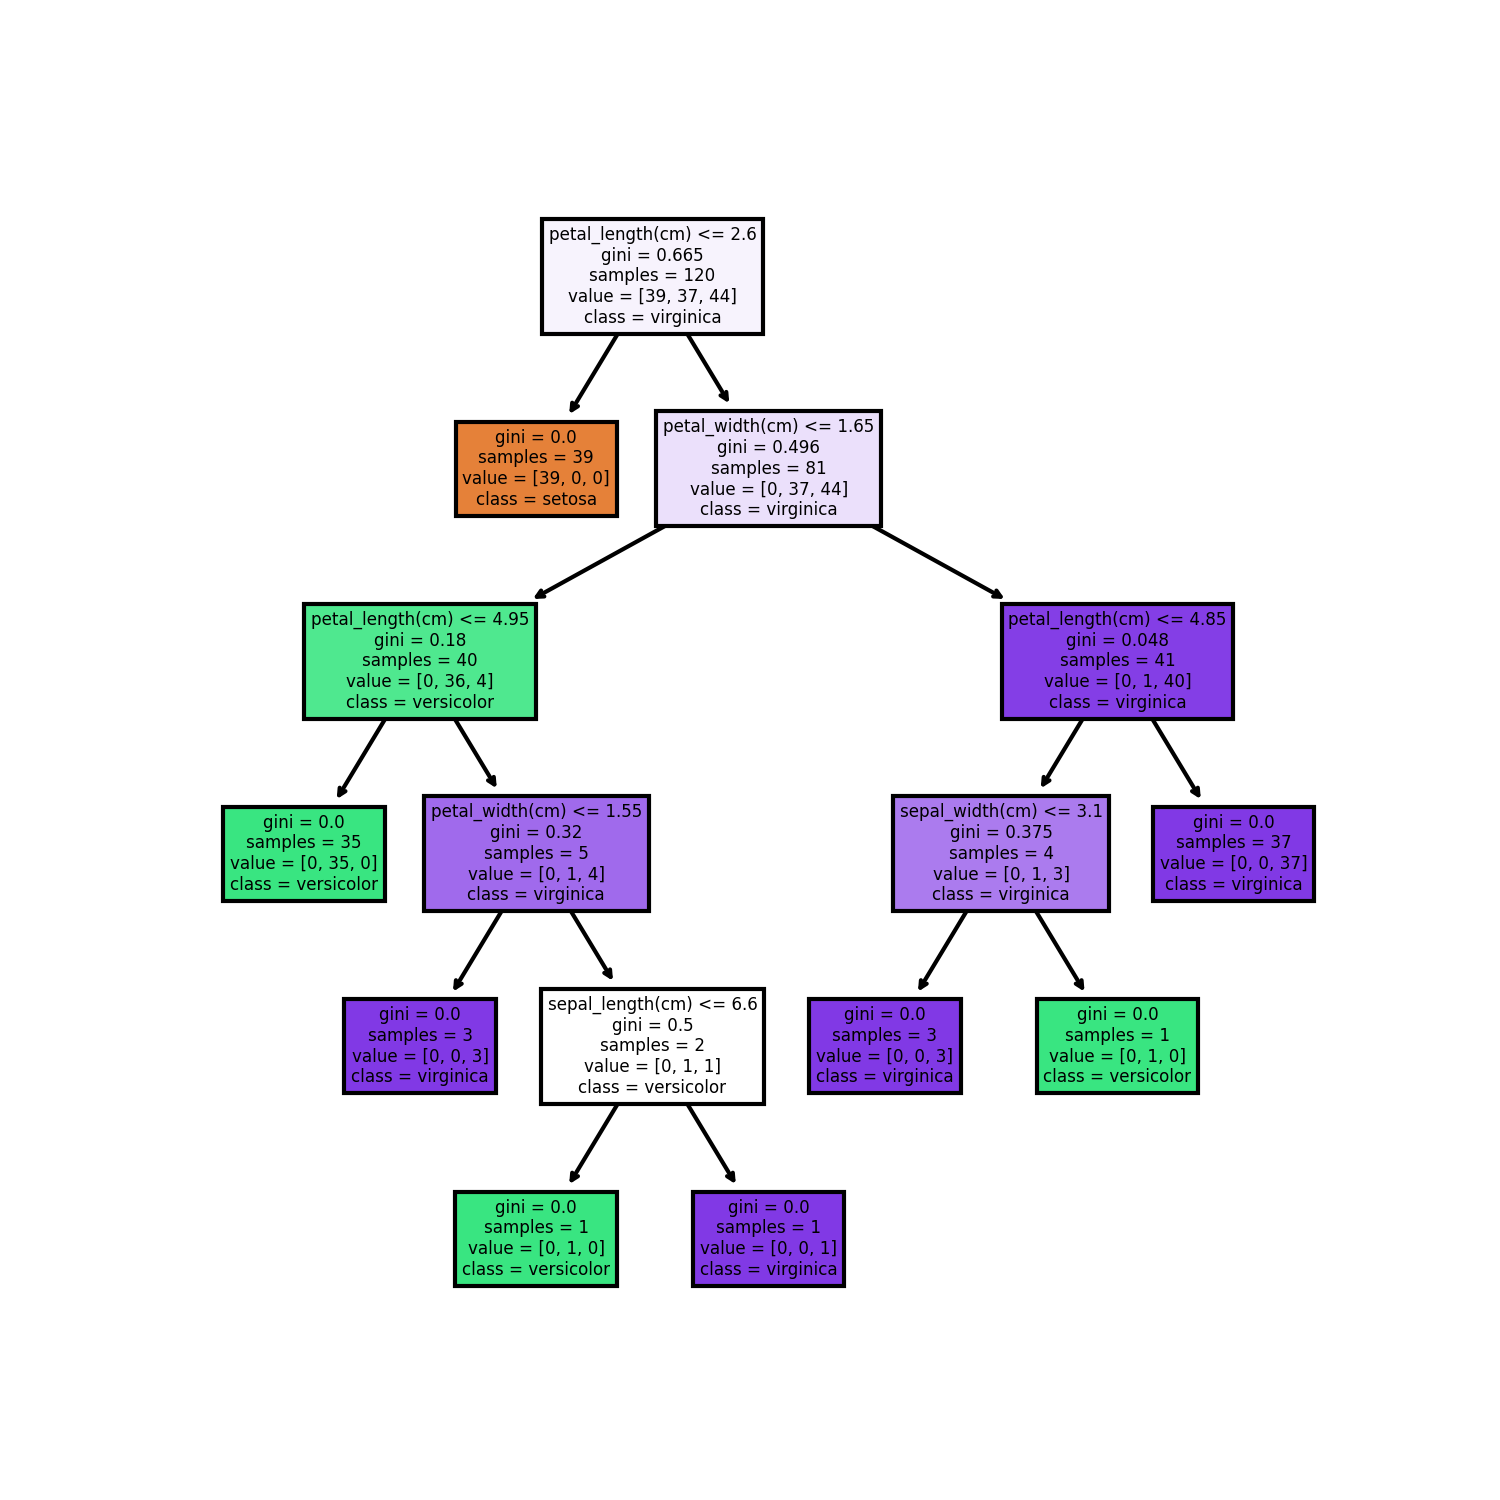 petal_length(cm) <= 2.6
gini = 0.665
samples = 120
value = [39, 37, 44]
class = virginica
gini = 0.0
samples = 39
value = [39, 0, 0]
class = setosa
petal_width(cm) <= 1.65
gini = 0.496
samples = 81
value = [0, 37, 44]
class = virginica
petal_length(cm) <= 4.95
gini = 0.18
samples = 40
value = [0, 36, 4]
class = versicolor
petal_length(cm) <= 4.85
gini = 0.048
samples = 41
value = [0, 1, 40]
class = virginica
gini = 0.0
samples = 35
value = [0, 35, 0]
class = versicolor
petal_width(cm) <= 1.55
gini = 0.32
samples = 5
value = [0, 1, 4]
class = virginica
sepal_width(cm) <= 3.1
gini = 0.375
samples = 4
value = [0, 1, 3]
class = virginica
gini = 0.0
samples = 37
value = [0, 0, 37]
class = virginica
gini = 0.0
samples = 3
value = [0, 0, 3]
class = virginica
sepal_length(cm) <= 6.6
gini = 0.5
samples = 2
value = [0, 1, 1]
class = versicolor
gini = 0.0
samples = 3
value = [0, 0, 3]
class = virginica
gini = 0.0
samples = 1
value = [0, 1, 0]
class = versicolor
gini = 0.0
samples = 1
value = [0, 1, 0]
class = versicolor
gini = 0.0
samples = 1
value = [0, 0, 1]
class = virginica